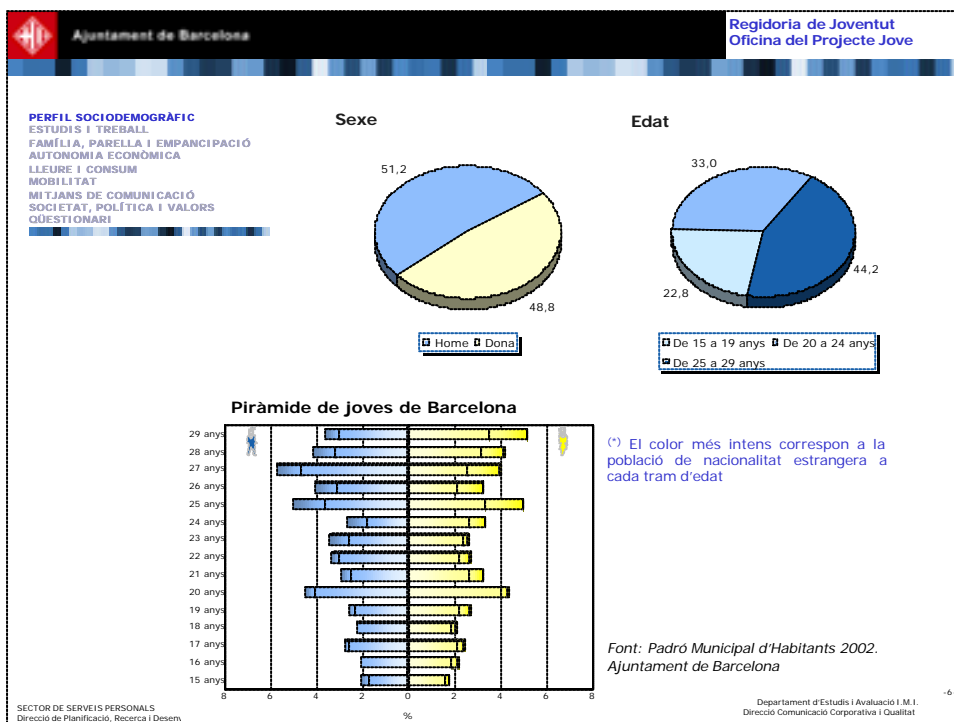 Ajuntament de Barcelona
Regidoria de Joventut
Oficina del Projecte Jove
PERFIL SOCIODEMOGRÀFIC
ESTUDIS I TREBALL
FAMÍLIA, PARELLA I EMPANCIPACIÓ
AUTONOMIA ECONÒMICA
LLEURE I CONSUM
MOBILITAT
MITJANS DE COMUNICACIÓ
SOCIETAT, POLÍTICA I VALORS
QÜESTIONARI
Sexe
51,2
48,8
Home Dona
Edat
33,0
44,2
22,8
De 15 a 19 anys De 20 a 24 anys
De 25 a 29 anys
Piràmide de joves de Barcelona
29 anys
28 anys
27 anys
26 anys
25 anys
24 anys
23 anys
22 anys
21 anys
20 anys
19 anys
18 anys
17 anys
16 anys
15 anys
8 6 4 2 0 2 4 6 8
%
(*) El color més intens correspon a la
població de nacionalitat estrangera a
cada tram d'edat
Font: Padró Municipal d'Habitants 2002.
Ajuntament de Barcelona
SECTOR DE SERVEIS PERSONALS
Direcció de Planificació, Recerca i Desenv
Departament d'Estudis i Avaluació I.M.I.
Direcció Comunicació Corporativa i Qualitat
-6